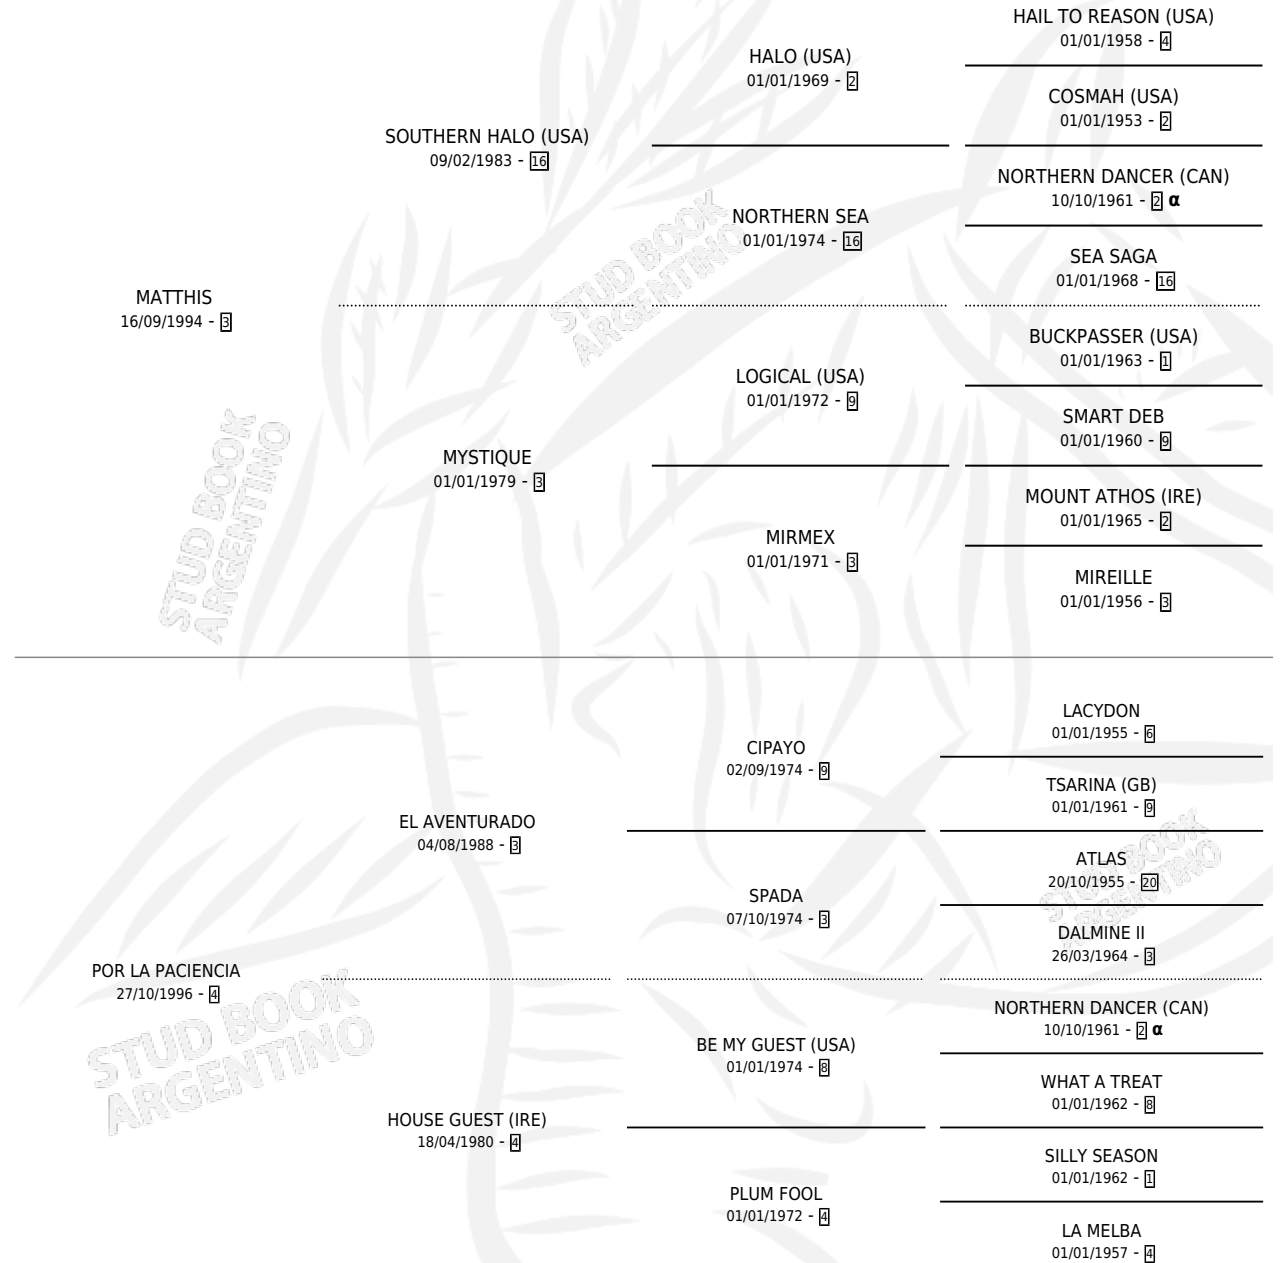 HAIL TO REASON (USA)
01/01/1958 - 4
HALO (USA)
01/01/1969 - 2
COSMAH (USA)
01/01/1953 - 2
SOUTHERN HALO (USA)
09/02/1983 - 16
NORTHERN DANCER (CAN)
10/10/1961 - 2 α
NORTHERN SEA
01/01/1974 - 16
SEA SAGA
01/01/1968 - 16
MATTHIS
16/09/1994 - 3
BUCKPASSER (USA)
01/01/1963 - 1
LOGICAL (USA)
01/01/1972 - 9
SMART DEB
01/01/1960 - 9
MYSTIQUE
01/01/1979 - 3
MOUNT ATHOS (IRE)
01/01/1965 - 2
MIRMEX
01/01/1971 - 3
MIREILLE
01/01/1956 - 3
LACYDON
01/01/1955 - 6
CIPAYO
02/09/1974 - 9
TSARINA (GB)
01/01/1961 - 9
EL AVENTURADO
04/08/1988 - 3
ATLAS
20/10/1955 - 20
SPADA
07/10/1974 - 3
DALMINE II
26/03/1964 - 3
POR LA PACIENCIA
27/10/1996 - 4
NORTHERN DANCER (CAN)
10/10/1961 - 2 α
BE MY GUEST (USA)
01/01/1974 - 8
WHAT A TREAT
01/01/1962 - 8
HOUSE GUEST (IRE)
18/04/1980 - 4
SILLY SEASON
01/01/1962 - 1
PLUM FOOL
01/01/1972 - 4
LA MELBA
01/01/1957 - 4
STUD BOOK
ARGENTINO
STUD BOOK
ARGENTINO
STUD BOOK
ARGENTINO
STUD BOOK
ARGENTINO